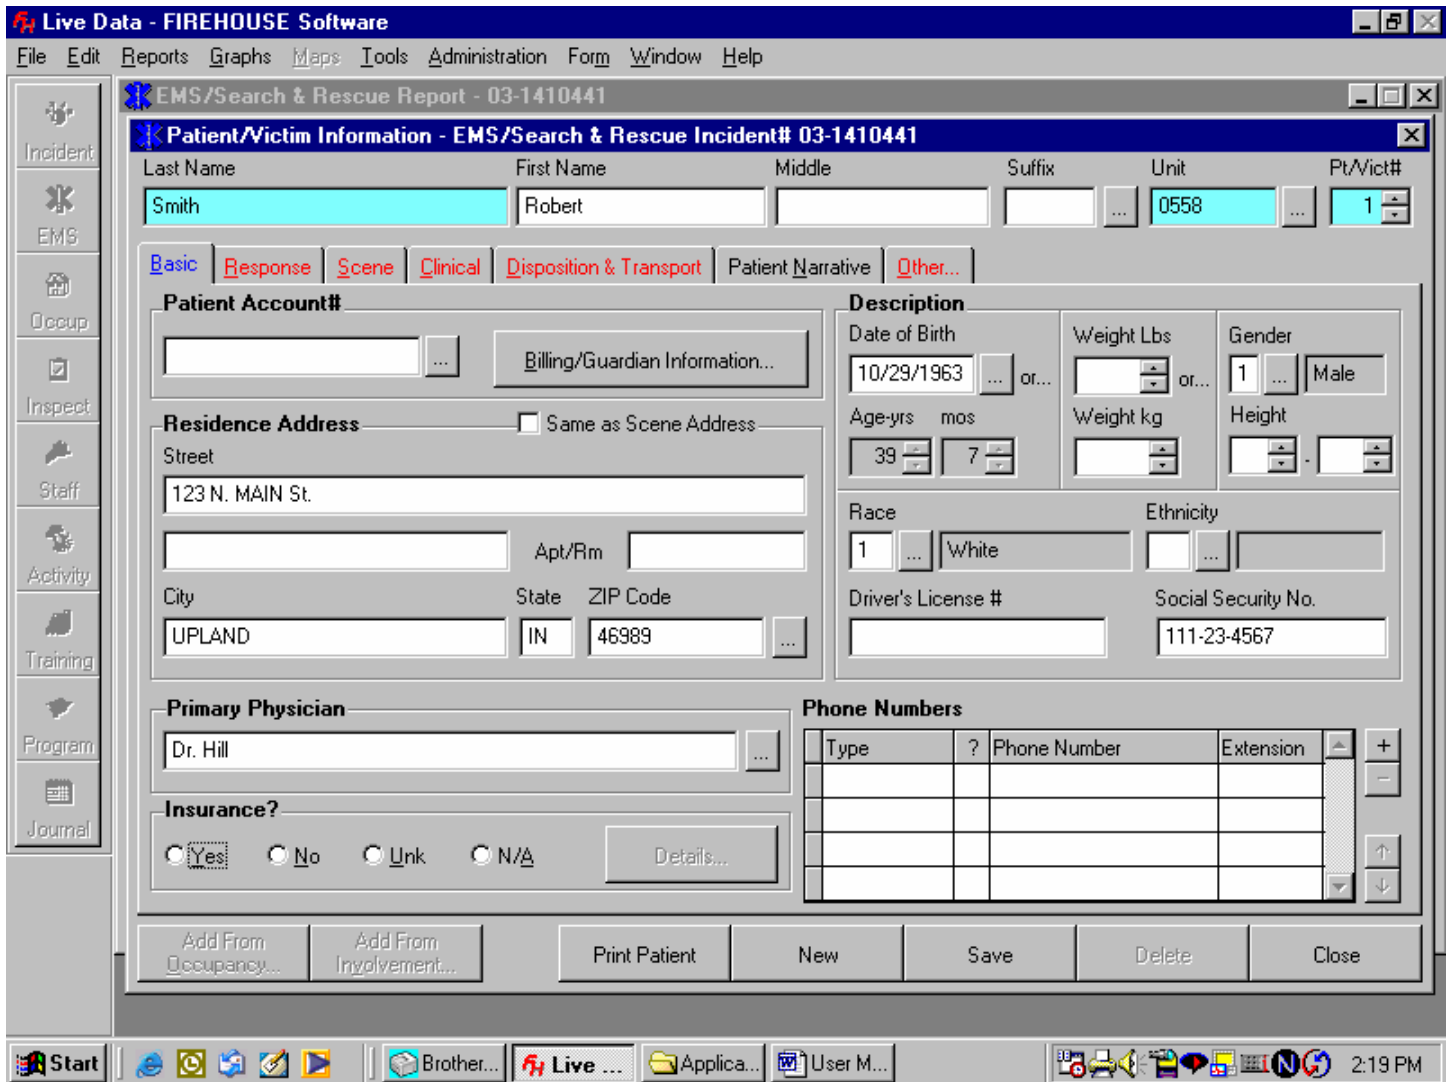 Live Data - FIREHOUSE Software
File Edit Reports Graphs Maps Tools Administration Form Window Help
Incident
EMS
Occup
Inspect
Staff
Activity
Training
Program
Journal
EMS/Search & Rescue Report - 03-1410441
Patient/Victim Information - EMS/Search & Rescue Incident# 03-1410441
Last Name First Name Middle Suffix Unit Pt/Vict#
Smith Robert ... 0558 ... 1
Basic Response Scene Clinical Disposition & Transport Patient Narrative Other...
Patient Account#
... Billing/Guardian Information...
Residence Address Same as Scene Address
Street
123 N. MAIN St.
Apt/Rm
City State ZIP Code
UPLAND IN 46989 ...
Description
Date of Birth Weight Lbs Gender
10/29/1963 ... or... or... 1 ... Male
Age-yrs mos Weight kg Height
39 7 -
Race Ethnicity
1 ... White ...
Driver's License # Social Security No.
111-23-4567
Primary Physician
Dr. Hill ...
Insurance?
Yes No Unk N/A Details...
Phone Numbers
Type ? Phone Number Extension +
-
Add From Occupancy... Add From Involvement... Print Patient New Save Delete Close
Start Brother... Live ... Applica... User M... 2:19 PM